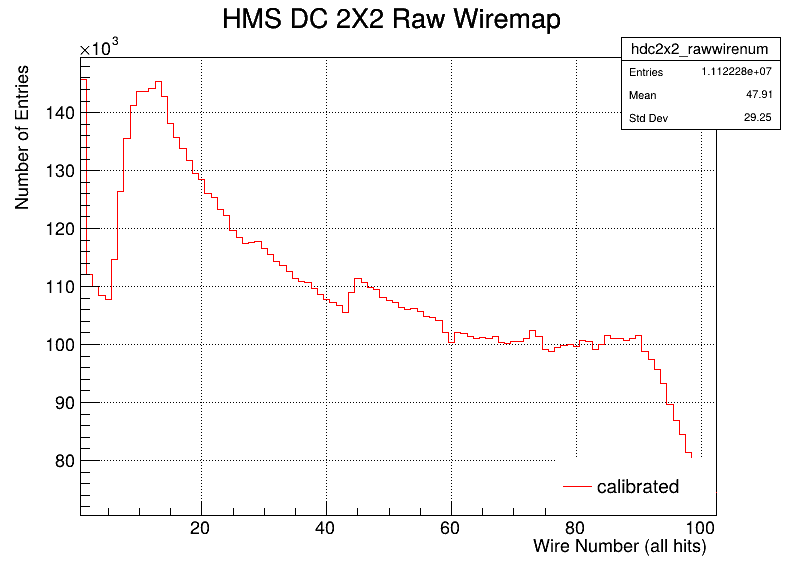 HMS DC 2X2 Raw Wiremap
×10³
hdc2x2_rawwirenum
Entries 1.112228e+07
Mean 47.91
Std Dev 29.25
Number of Entries
140
130
120
110
100
90
80
calibrated
20 40 60 80 100
Wire Number (all hits)